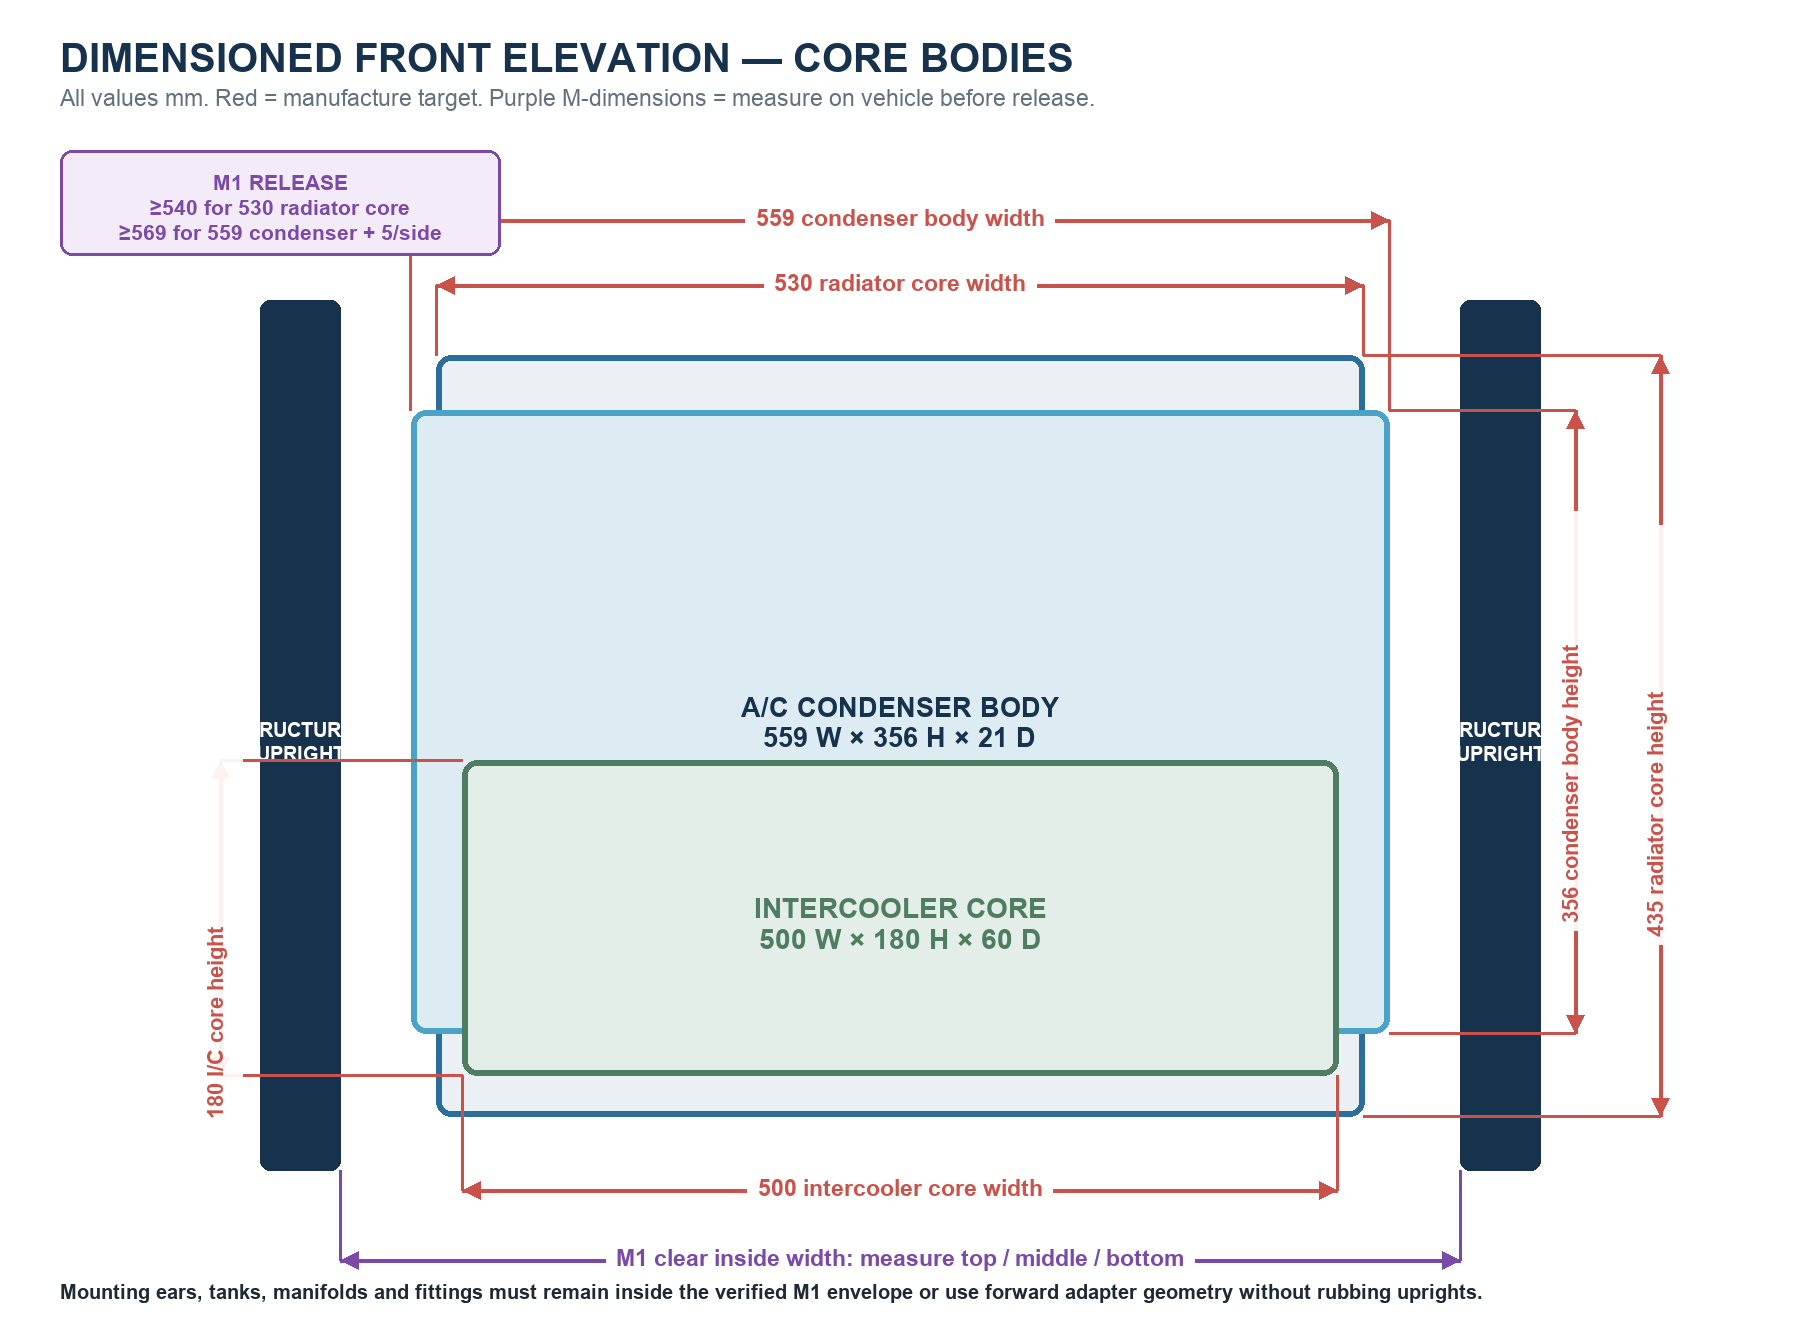 DIMENSIONED FRONT ELEVATION — CORE BODIES
All values mm. Red = manufacture target. Purple M-dimensions = measure on vehicle before release.
M1 RELEASE
≥540 for 530 radiator core
≥569 for 559 condenser + 5/side
559 condenser body width
530 radiator core width
RUCTUR
UPRIGHT
RUCTUR
UPRIGHT
A/C CONDENSER BODY
559 W × 356 H × 21 D
356 condenser body height
435 radiator core height
INTERCOOLER CORE
500 W × 180 H × 60 D
180 I/C core height
500 intercooler core width
M1 clear inside width: measure top / middle / bottom
Mounting ears, tanks, manifolds and fittings must remain inside the verified M1 envelope or use forward adapter geometry without rubbing uprights.